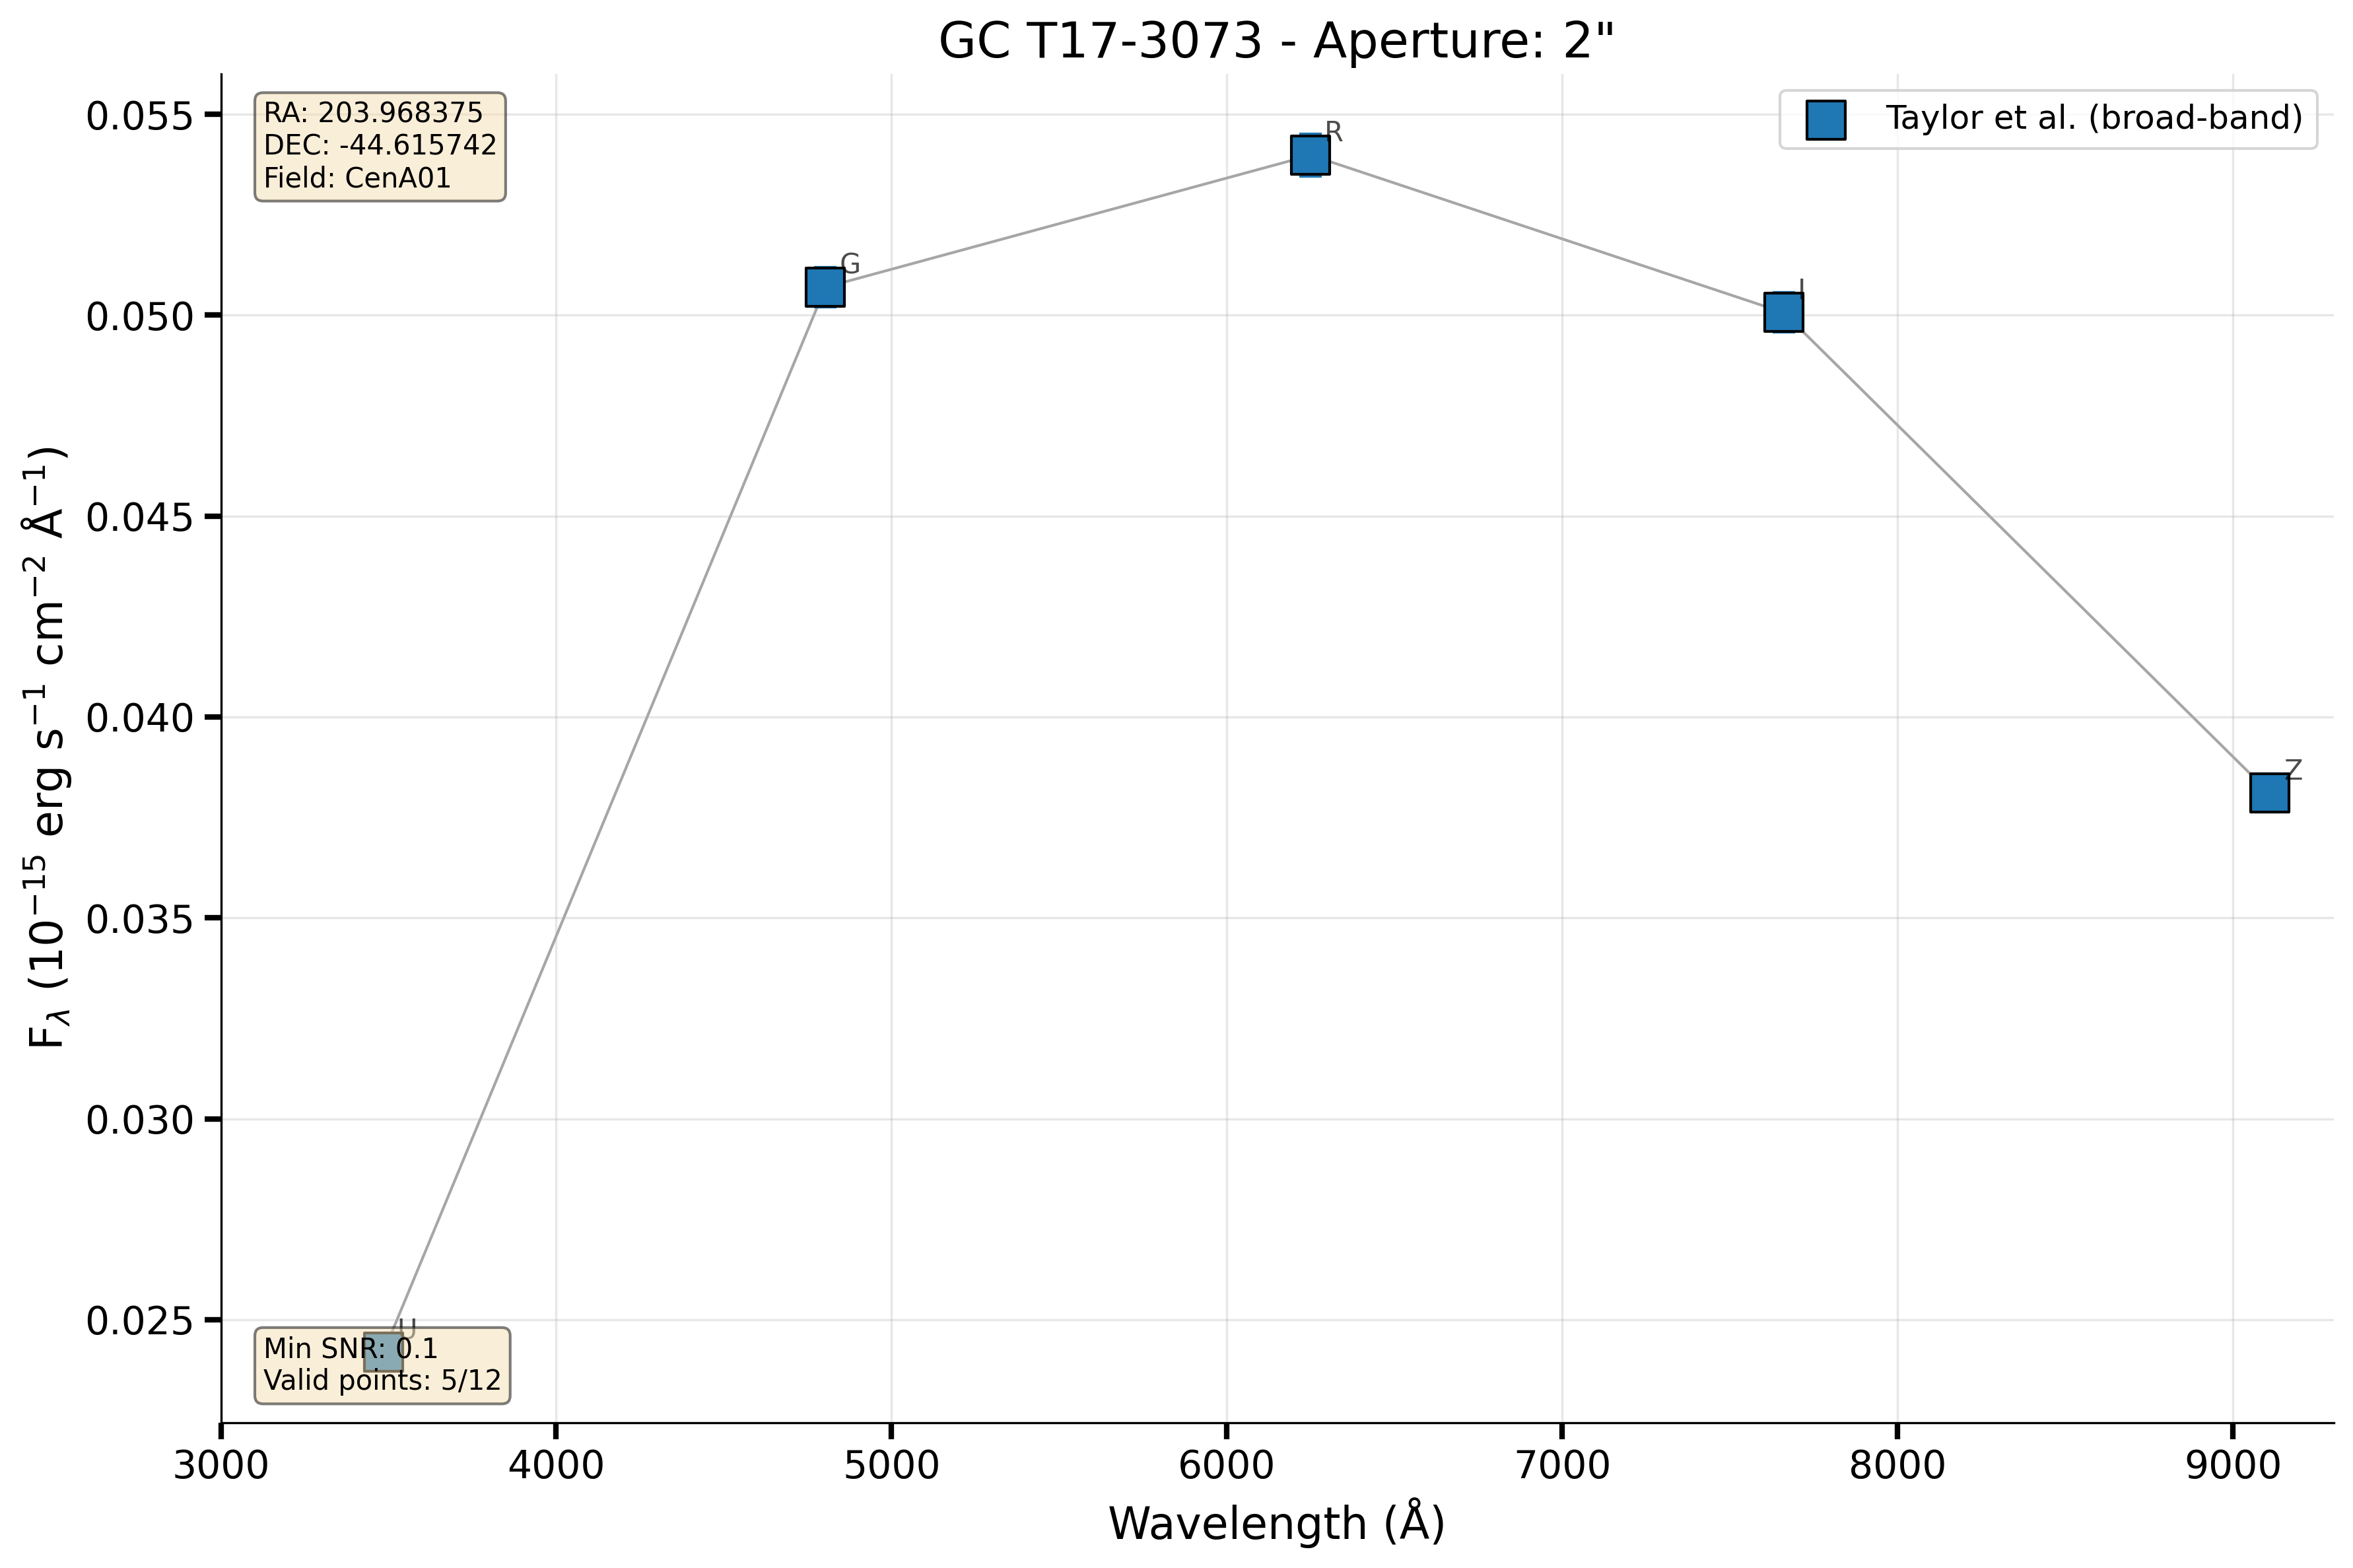 GC T17-3073 - Aperture: 2"
RA: 203.968375
DEC: -44.615742
Field: CenA01
Taylor et al. (broad-band)
R
G
I
Z
U
Min SNR: 0.1
Valid points: 5/12
0.055
0.050
0.045
0.040
0.035
0.030
0.025
F_λ (10⁻¹⁵ erg s⁻¹ cm⁻² Å⁻¹)
3000 4000 5000 6000 7000 8000 9000
Wavelength (Å)